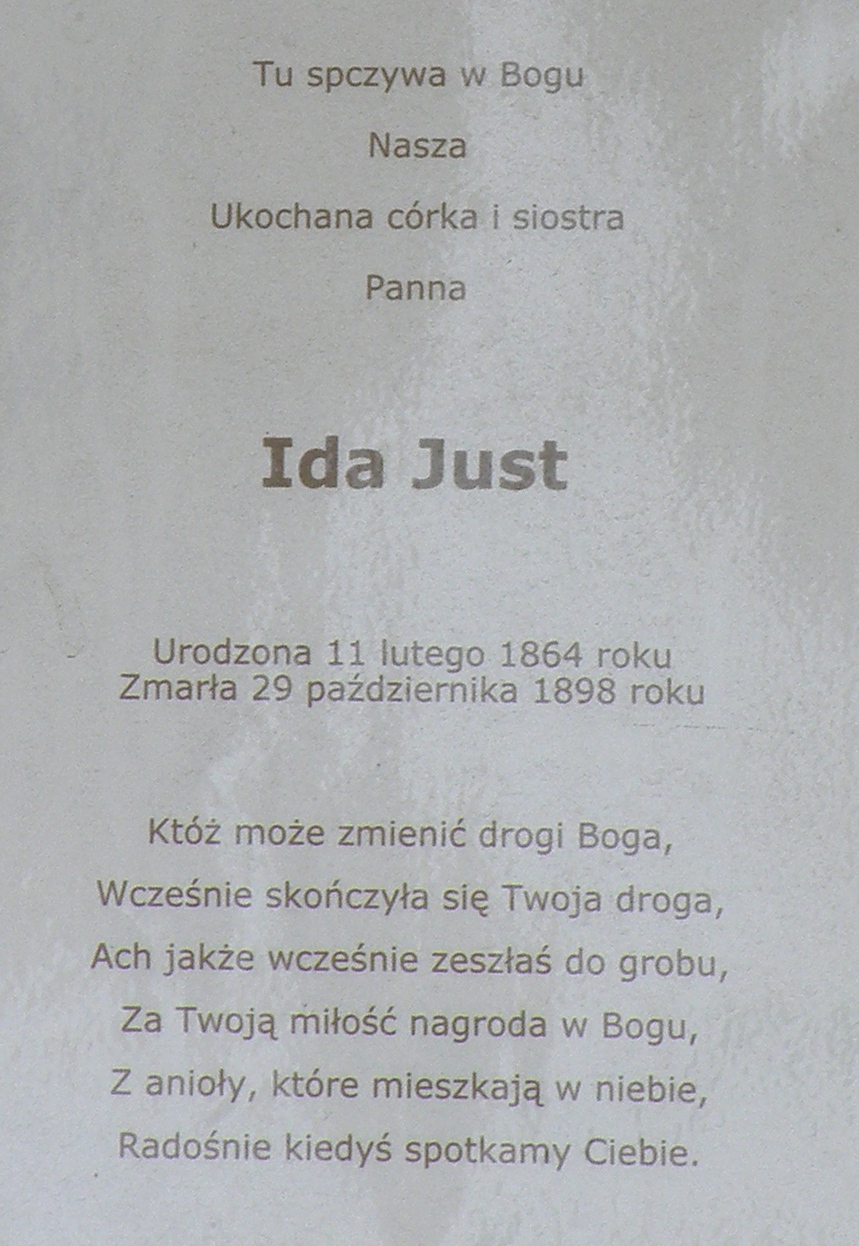 Tu spczywa w Bogu
Nasza
Ukochana córka i siostra
Panna
Ida Just
Urodzona 11 lutego 1864 roku
Zmarła 29 października 1898 roku
Któż może zmienić drogi Boga,
Wcześnie skończyła się Twoja droga,
Ach jakże wcześnie zeszłaś do grobu,
Za Twoją miłość nagroda w Bogu,
Z anioły, które mieszkają w niebie,
Radośnie kiedyś spotkamy Ciebie.